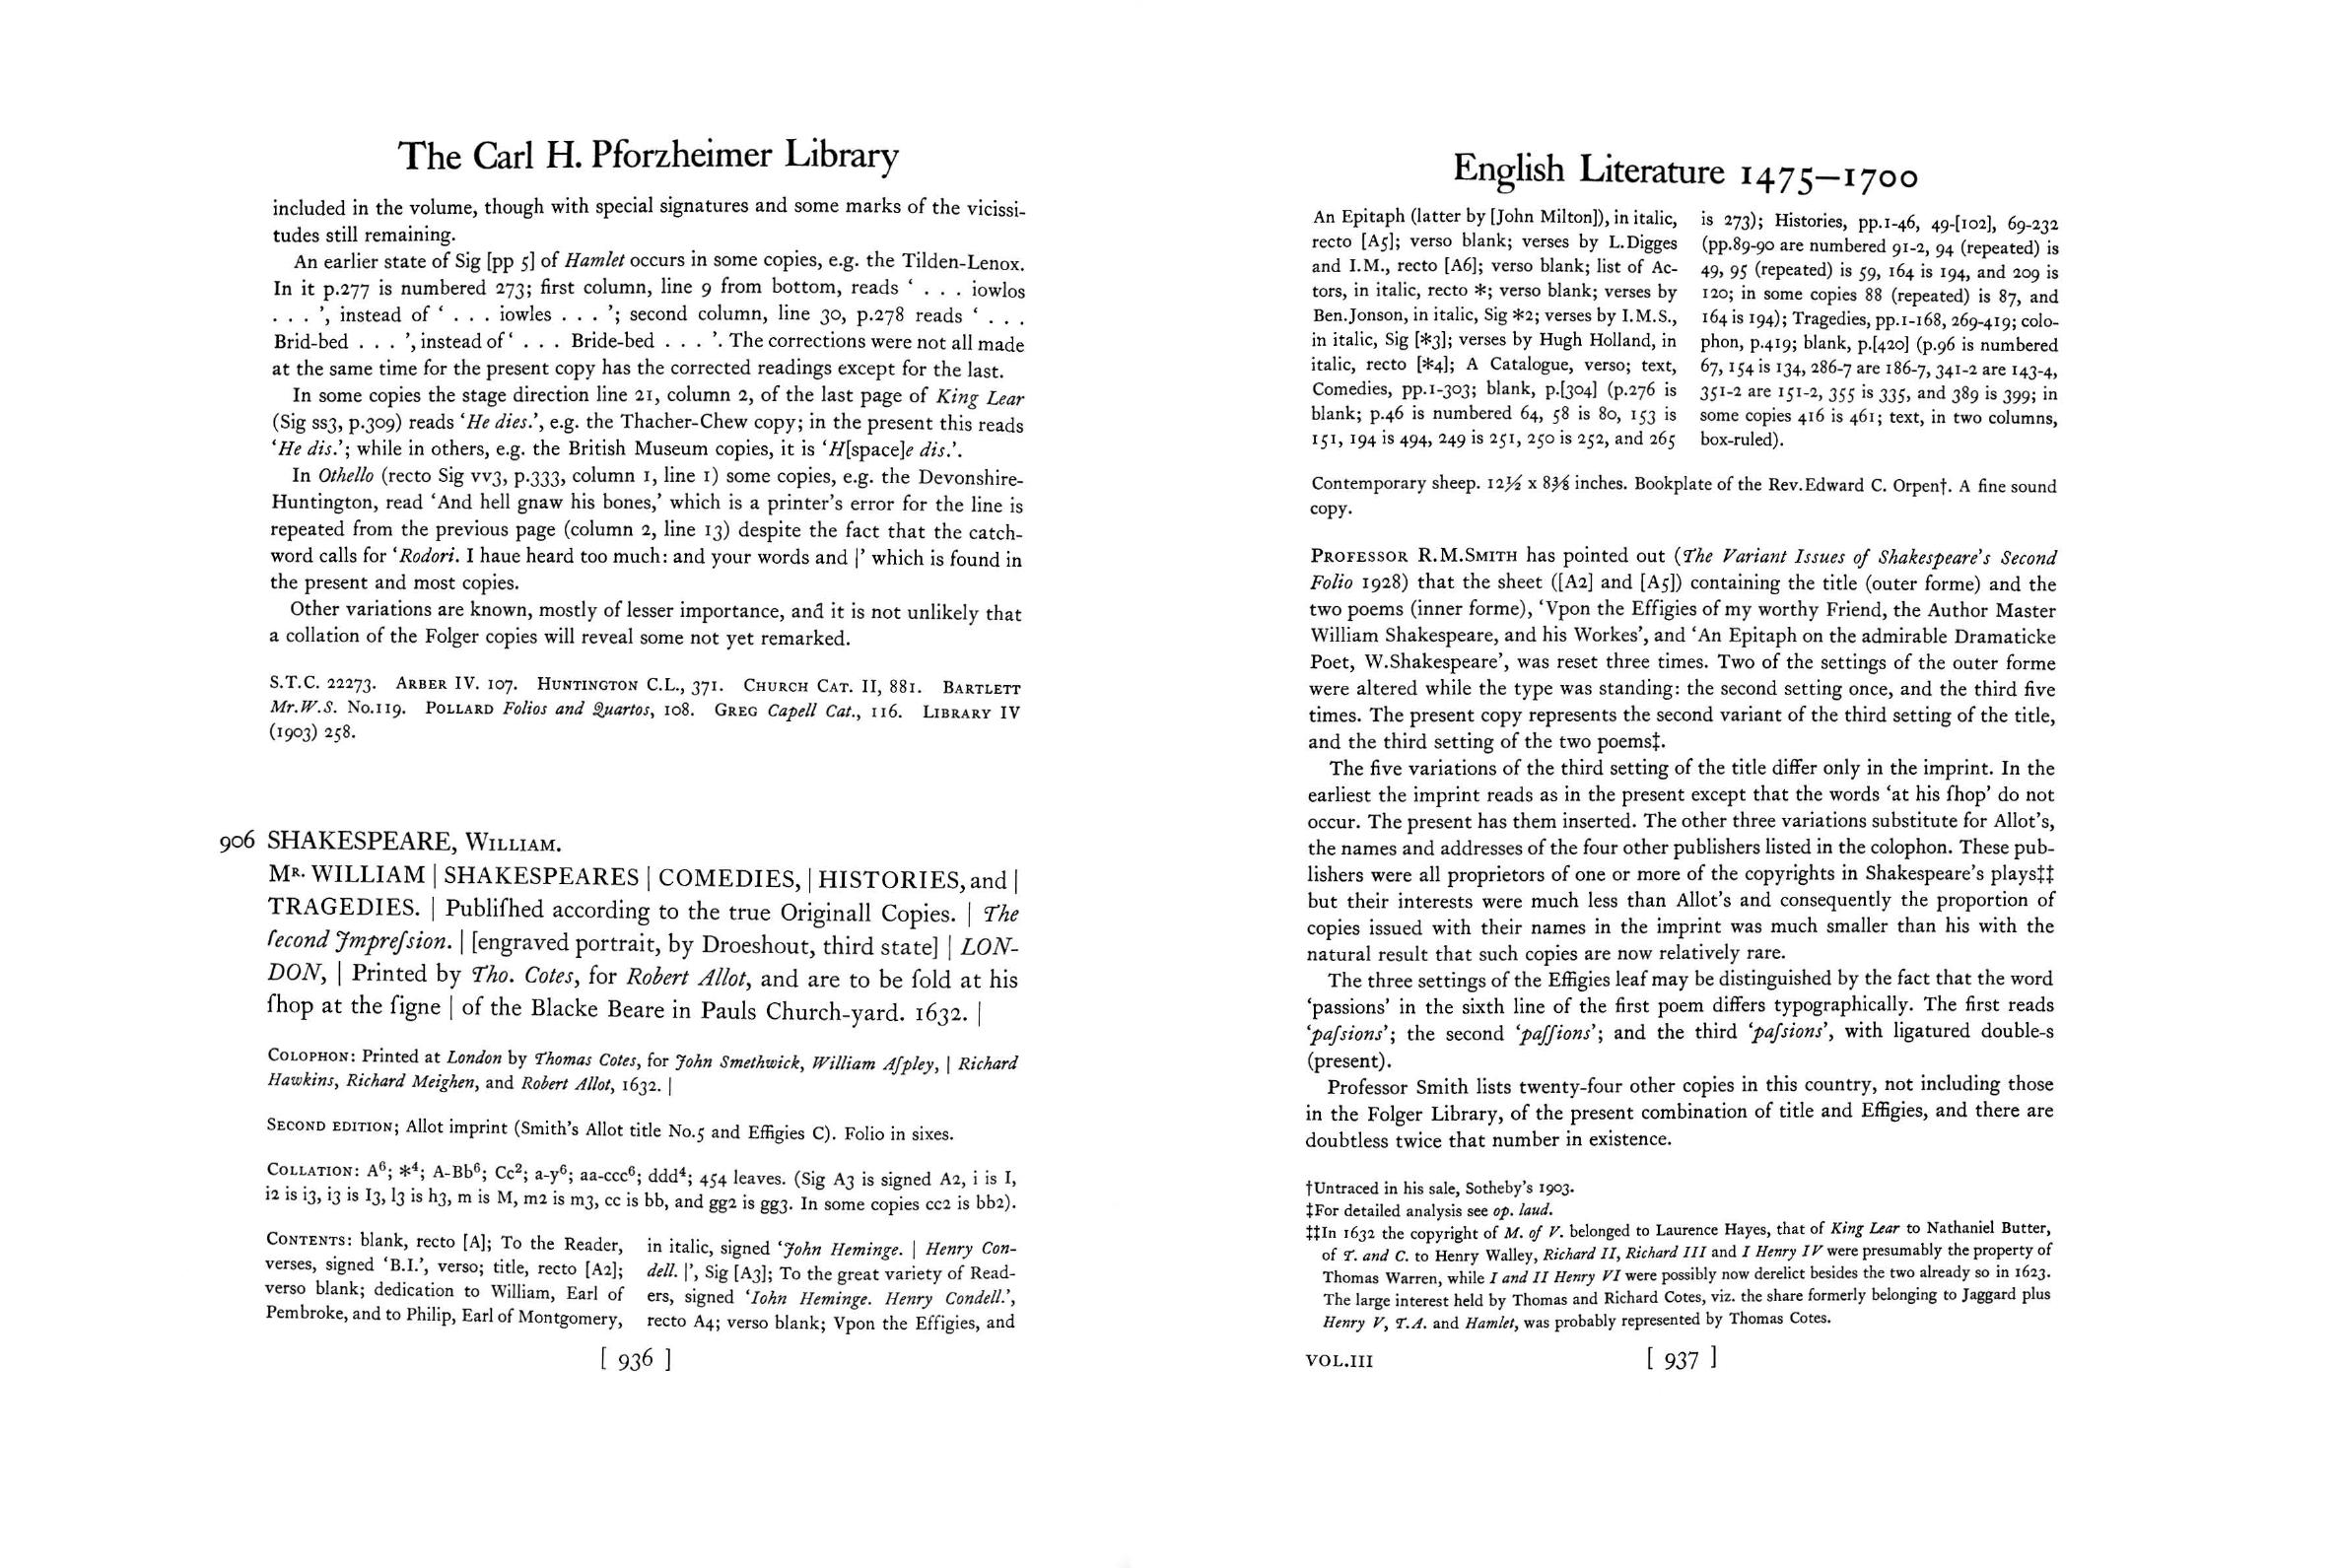 The Carl H. Pforzheimer Library
included in the volume, though with special signatures and some marks of the vicissi-
tudes still remaining.
An earlier state of Sig [pp 5] of Hamlet occurs in some copies, e.g. the Tilden-Lenox.
In it p.277 is numbered 273; first column, line 9 from bottom, reads ‘ . . . iowlos
. . . ’, instead of ‘ . . . iowles . . . ’; second column, line 30, p.278 reads ‘ . . .
Brid-bed . . . ’, instead of ‘ . . . Bride-bed . . . ’. The corrections were not all made
at the same time for the present copy has the corrected readings except for the last.
In some copies the stage direction line 21, column 2, of the last page of King Lear
(Sig ss3, p.309) reads ‘He dies.’, e.g. the Thacher-Chew copy; in the present this reads
‘He dis.’; while in others, e.g. the British Museum copies, it is ‘H[space]e dis.’.
In Othello (recto Sig vv3, p.333, column 1, line 1) some copies, e.g. the Devonshire-
Huntington, read ‘And hell gnaw his bones,’ which is a printer’s error for the line is
repeated from the previous page (column 2, line 13) despite the fact that the catch-
word calls for ‘Rodori. I haue heard too much: and your words and |’ which is found in
the present and most copies.
Other variations are known, mostly of lesser importance, and it is not unlikely that
a collation of the Folger copies will reveal some not yet remarked.
S.T.C. 22273. ARBER IV. 107. HUNTINGTON C.L., 371. CHURCH CAT. II, 881. BARTLETT
Mr.W.S. No.119. POLLARD Folios and Quartos, 108. GREG Capell Cat., 116. LIBRARY IV
(1903) 258.
906 SHAKESPEARE, WILLIAM.
MR. WILLIAM | SHAKESPEARES | COMEDIES, | HISTORIES, and |
TRAGEDIES. | Publiſhed according to the true Originall Copies. | The
ſecond Impreſsion. | [engraved portrait, by Droeshout, third state] | LON-
DON, | Printed by Tho. Cotes, for Robert Allot, and are to be ſold at his
ſhop at the ſigne | of the Blacke Beare in Pauls Church-yard. 1632. |
COLOPHON: Printed at London by Thomas Cotes, for John Smethwick, William Aſpley, | Richard
Hawkins, Richard Meighen, and Robert Allot, 1632. |
SECOND EDITION; Allot imprint (Smith’s Allot title No.5 and Effigies C). Folio in sixes.
COLLATION: A⁶; *⁴; A-Bb⁶; Cc²; a-y⁶; aa-ccc⁶; ddd⁴; 454 leaves. (Sig A3 is signed A2, i is I,
i2 is i3, i3 is I3, l3 is h3, m is M, m2 is m3, cc is bb, and gg2 is gg3. In some copies cc2 is bb2).
CONTENTS: blank, recto [A]; To the Reader,
verses, signed ‘B.I.’, verso; title, recto [A2];
verso blank; dedication to William, Earl of
Pembroke, and to Philip, Earl of Montgomery,
in italic, signed ‘John Heminge. | Henry Con-
dell. |’, Sig [A3]; To the great variety of Read-
ers, signed ‘Iohn Heminge. Henry Condell.’,
recto A4; verso blank; Vpon the Effigies, and
[ 936 ]
English Literature 1475–1700
An Epitaph (latter by [John Milton]), in italic,
recto [A5]; verso blank; verses by L.Digges
and I.M., recto [A6]; verso blank; list of Ac-
tors, in italic, recto *; verso blank; verses by
Ben.Jonson, in italic, Sig *2; verses by I.M.S.,
in italic, Sig [*3]; verses by Hugh Holland, in
italic, recto [*4]; A Catalogue, verso; text,
Comedies, pp.1-303; blank, p.[304] (p.276 is
blank; p.46 is numbered 64, 58 is 80, 153 is
151, 194 is 494, 249 is 251, 250 is 252, and 265
is 273); Histories, pp.1-46, 49-[102], 69-232
(pp.89-90 are numbered 91-2, 94 (repeated) is
49, 95 (repeated) is 59, 164 is 194, and 209 is
120; in some copies 88 (repeated) is 87, and
164 is 194); Tragedies, pp.1-168, 269-419; colo-
phon, p.419; blank, p.[420] (p.96 is numbered
67, 154 is 134, 286-7 are 186-7, 341-2 are 143-4,
351-2 are 151-2, 355 is 335, and 389 is 399; in
some copies 416 is 461; text, in two columns,
box-ruled).
Contemporary sheep. 12½ x 8⅜ inches. Bookplate of the Rev.Edward C. Orpen†. A fine sound
copy.
PROFESSOR R.M.SMITH has pointed out (The Variant Issues of Shakespeare’s Second
Folio 1928) that the sheet ([A2] and [A5]) containing the title (outer forme) and the
two poems (inner forme), ‘Vpon the Effigies of my worthy Friend, the Author Master
William Shakespeare, and his Workes’, and ‘An Epitaph on the admirable Dramaticke
Poet, W.Shakespeare’, was reset three times. Two of the settings of the outer forme
were altered while the type was standing: the second setting once, and the third five
times. The present copy represents the second variant of the third setting of the title,
and the third setting of the two poems‡.
The five variations of the third setting of the title differ only in the imprint. In the
earliest the imprint reads as in the present except that the words ‘at his ſhop’ do not
occur. The present has them inserted. The other three variations substitute for Allot’s,
the names and addresses of the four other publishers listed in the colophon. These pub-
lishers were all proprietors of one or more of the copyrights in Shakespeare’s plays‡‡
but their interests were much less than Allot’s and consequently the proportion of
copies issued with their names in the imprint was much smaller than his with the
natural result that such copies are now relatively rare.
The three settings of the Effigies leaf may be distinguished by the fact that the word
‘passions’ in the sixth line of the first poem differs typographically. The first reads
‘paſsions’; the second ‘paſſions’; and the third ‘paſsions’, with ligatured double-s
(present).
Professor Smith lists twenty-four other copies in this country, not including those
in the Folger Library, of the present combination of title and Effigies, and there are
doubtless twice that number in existence.
†Untraced in his sale, Sotheby’s 1903.
‡For detailed analysis see op. laud.
‡‡In 1632 the copyright of M. of V. belonged to Laurence Hayes, that of King Lear to Nathaniel Butter,
of T. and C. to Henry Walley, Richard II, Richard III and I Henry IV were presumably the property of
Thomas Warren, while I and II Henry VI were possibly now derelict besides the two already so in 1623.
The large interest held by Thomas and Richard Cotes, viz. the share formerly belonging to Jaggard plus
Henry V, T.A. and Hamlet, was probably represented by Thomas Cotes.
VOL.III
[ 937 ]